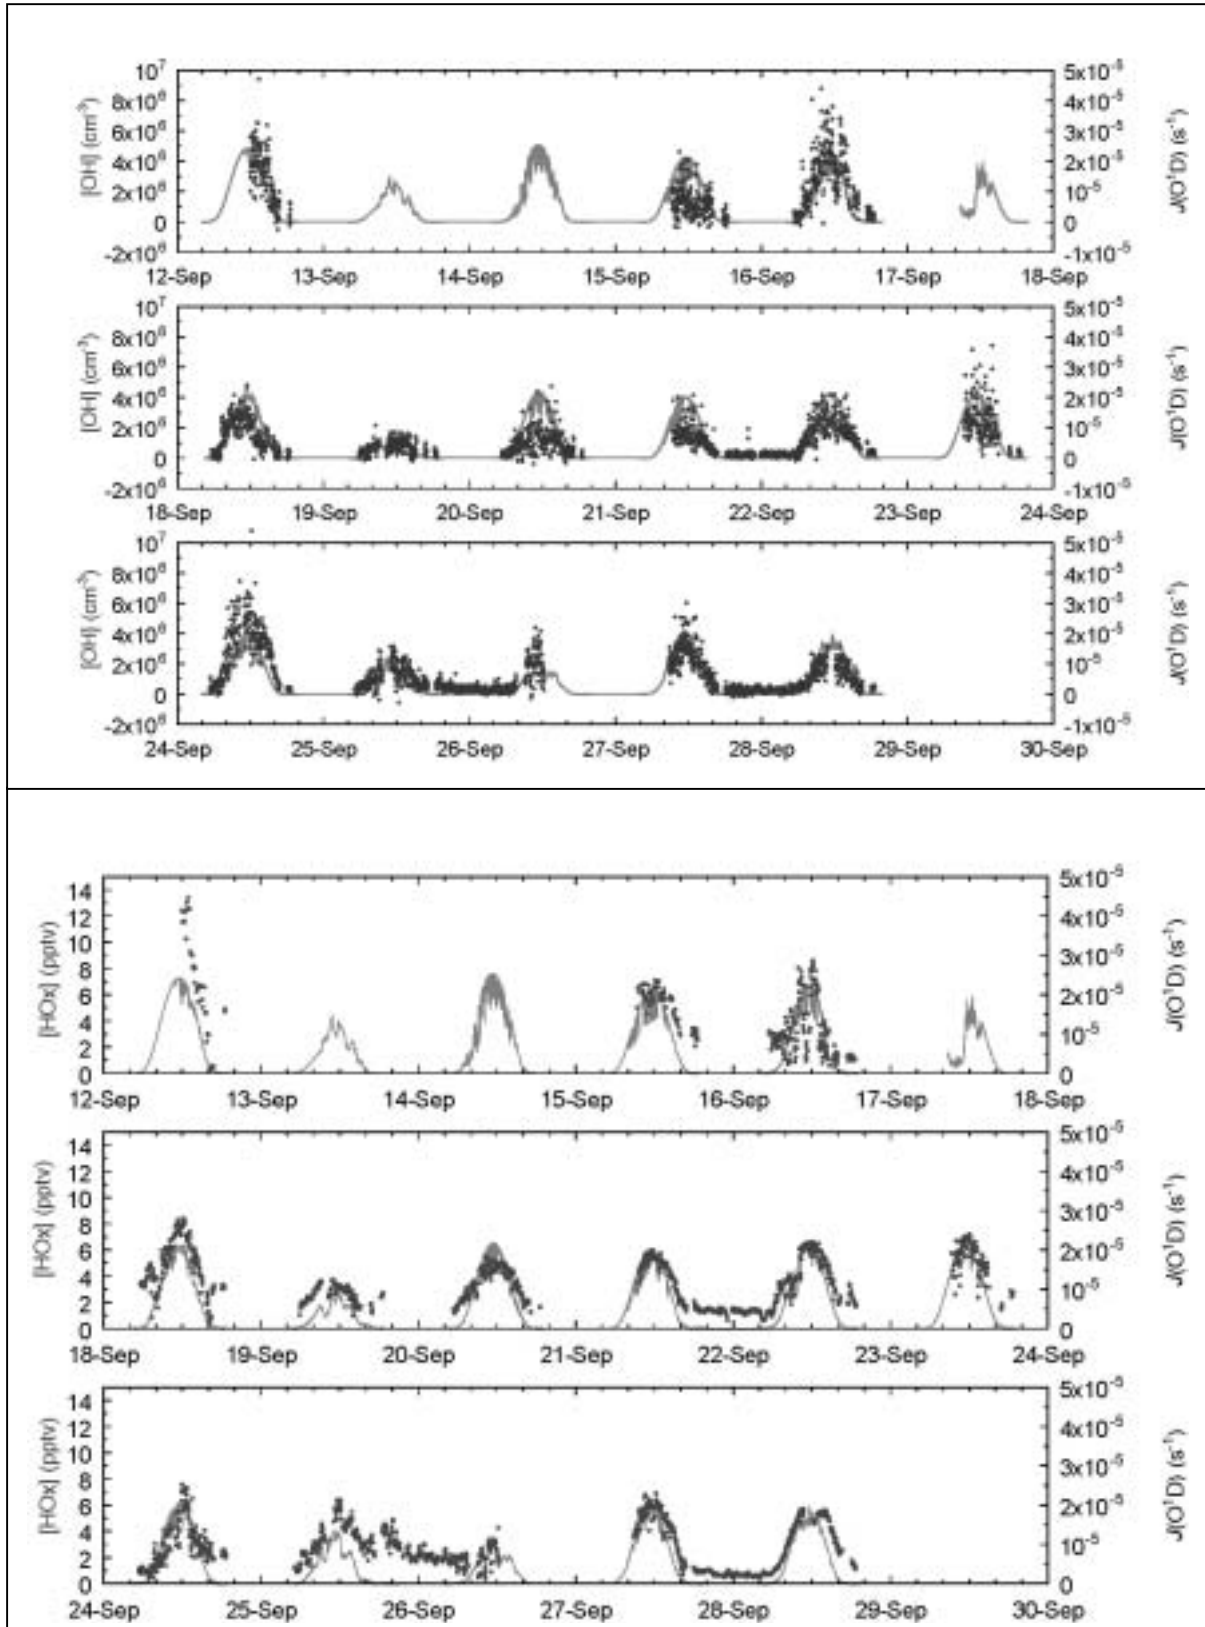 10⁷
8x10⁶
6x10⁶
4x10⁶
2x10⁶
0
-2x10⁶
[OH] (cm⁻³)
5x10⁻⁵
4x10⁻⁵
3x10⁻⁵
2x10⁻⁵
10⁻⁵
0
-1x10⁻⁵
J(O¹D) (s⁻¹)
12-Sep 13-Sep 14-Sep 15-Sep 16-Sep 17-Sep 18-Sep
10⁷
8x10⁶
6x10⁶
4x10⁶
2x10⁶
0
-2x10⁶
[OH] (cm⁻³)
5x10⁻⁵
4x10⁻⁵
3x10⁻⁵
2x10⁻⁵
10⁻⁵
0
-1x10⁻⁵
J(O¹D) (s⁻¹)
18-Sep 19-Sep 20-Sep 21-Sep 22-Sep 23-Sep 24-Sep
10⁷
8x10⁶
6x10⁶
4x10⁶
2x10⁶
0
-2x10⁶
[OH] (cm⁻³)
5x10⁻⁵
4x10⁻⁵
3x10⁻⁵
2x10⁻⁵
10⁻⁵
0
-1x10⁻⁵
J(O¹D) (s⁻¹)
24-Sep 25-Sep 26-Sep 27-Sep 28-Sep 29-Sep 30-Sep
14
12
10
8
6
4
2
0
[HOx] (pptv)
5x10⁻⁵
4x10⁻⁵
3x10⁻⁵
2x10⁻⁵
10⁻⁵
0
J(O¹D) (s⁻¹)
12-Sep 13-Sep 14-Sep 15-Sep 16-Sep 17-Sep 18-Sep
14
12
10
8
6
4
2
0
[HOx] (pptv)
5x10⁻⁵
4x10⁻⁵
3x10⁻⁵
2x10⁻⁵
10⁻⁵
0
J(O¹D) (s⁻¹)
18-Sep 19-Sep 20-Sep 21-Sep 22-Sep 23-Sep 24-Sep
14
12
10
8
6
4
2
0
[HOx] (pptv)
5x10⁻⁵
4x10⁻⁵
3x10⁻⁵
2x10⁻⁵
10⁻⁵
0
J(O¹D) (s⁻¹)
24-Sep 25-Sep 26-Sep 27-Sep 28-Sep 29-Sep 30-Sep